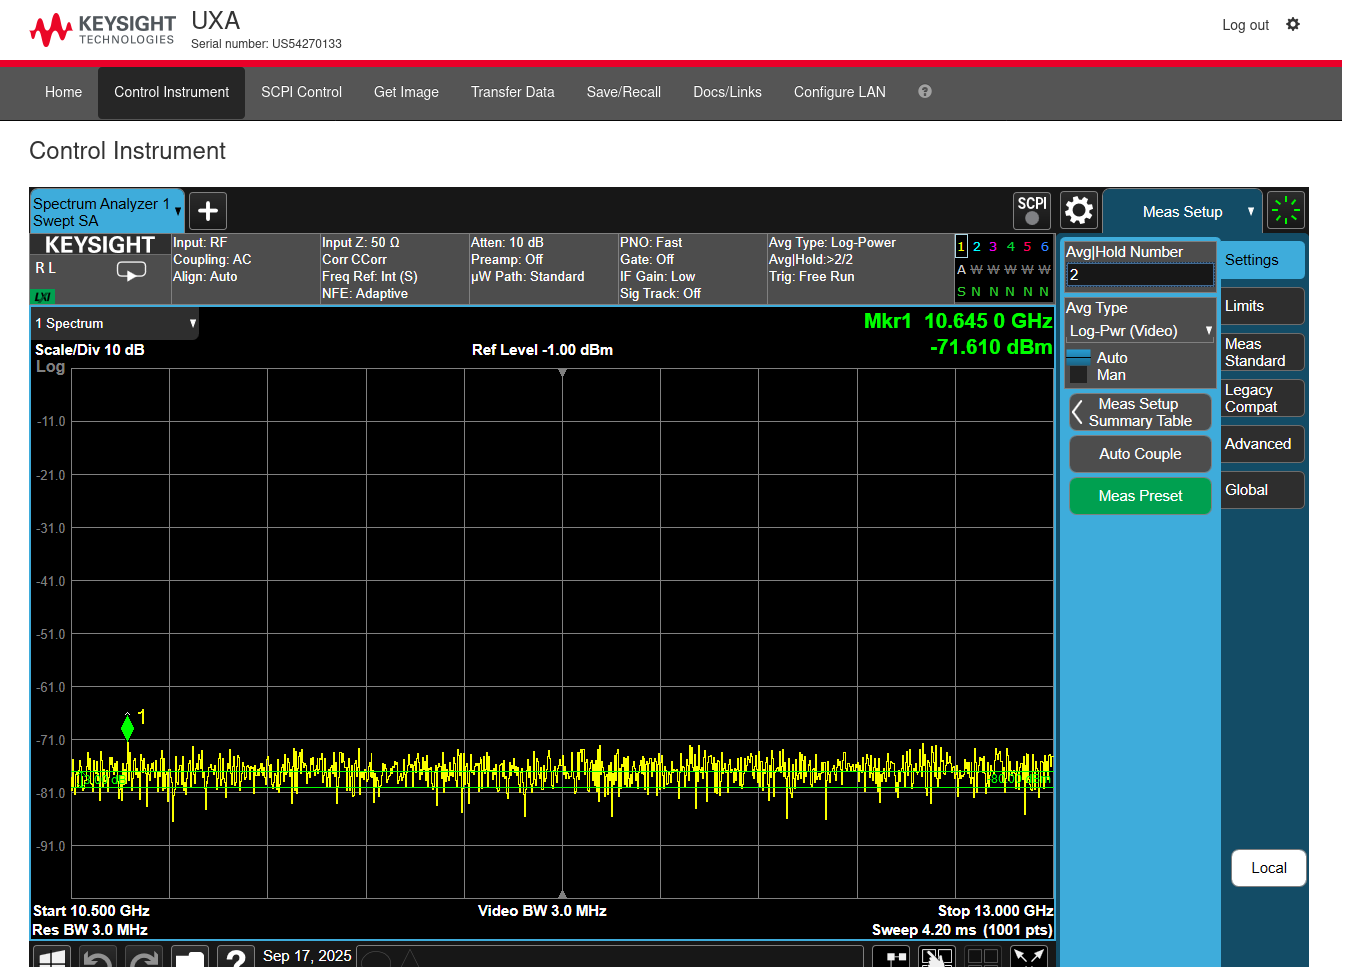 KEYSIGHT
TECHNOLOGIES
UXA
Serial number: US54270133
Log out
Home
Control Instrument
SCPI Control
Get Image
Transfer Data
Save/Recall
Docs/Links
Configure LAN
?
Control Instrument
Spectrum Analyzer 1
Swept SA
SCPI
Meas Setup
KEYSIGHT
R L
LXI
Input: RF
Coupling: AC
Align: Auto
Input Z: 50 Ω
Corr CCorr
Freq Ref: Int (S)
NFE: Adaptive
Atten: 10 dB
Preamp: Off
µW Path: Standard
PNO: Fast
Gate: Off
IF Gain: Low
Sig Track: Off
Avg Type: Log-Power
Avg|Hold:>2/2
Trig: Free Run
1 2 3 4 5 6
A W W W W W
S N N N N N
1 Spectrum
Scale/Div 10 dB
Log
Ref Level -1.00 dBm
Mkr1 10.645 0 GHz
-71.610 dBm
-11.0
-21.0
-31.0
-41.0
-51.0
-61.0
-71.0
-81.0
-91.0
1
Start 10.500 GHz
Res BW 3.0 MHz
Video BW 3.0 MHz
Stop 13.000 GHz
Sweep 4.20 ms (1001 pts)
Avg|Hold Number
2
Avg Type
Log-Pwr (Video)
Auto
Man
Meas Setup
Summary Table
Auto Couple
Meas Preset
Settings
Limits
Meas
Standard
Legacy
Compat
Advanced
Global
Local
?
Sep 17, 2025